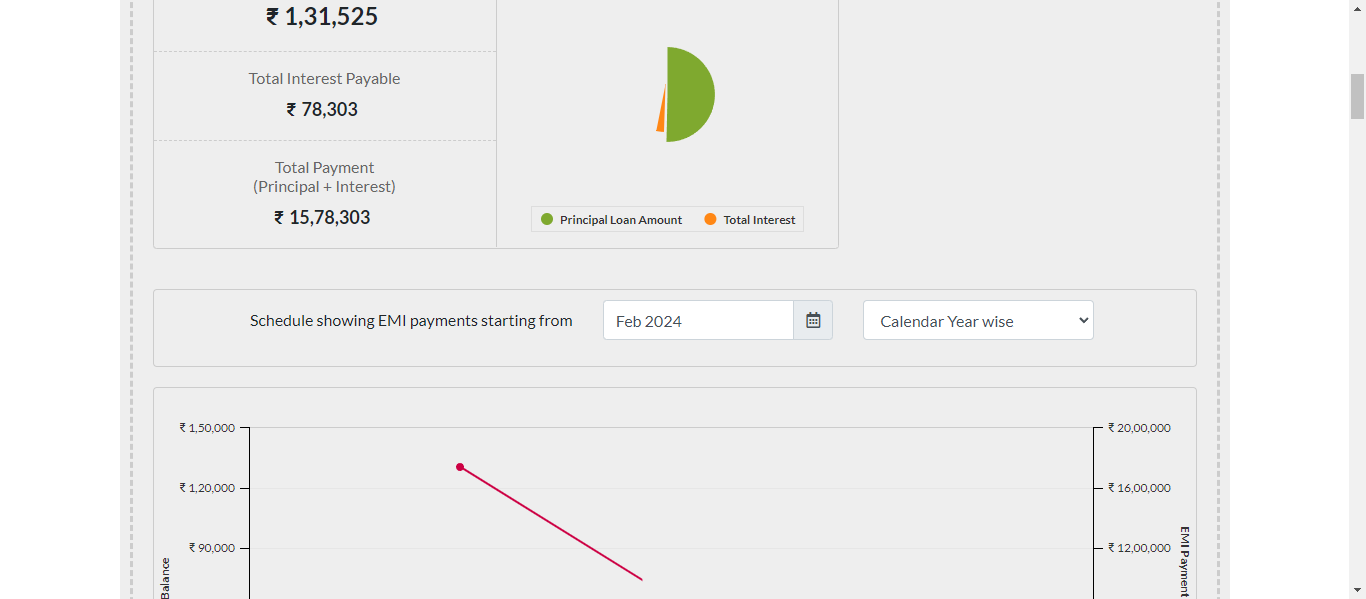 ₹ 1,31,525
Total Interest Payable
₹ 78,303
Total Payment
(Principal + Interest)
₹ 15,78,303
Principal Loan Amount
Total Interest
Schedule showing EMI payments starting from
Feb 2024
Calendar Year wise
₹ 1,50,000
₹ 20,00,000
₹ 1,20,000
₹ 16,00,000
₹ 90,000
₹ 12,00,000
Balance
EMI Payment